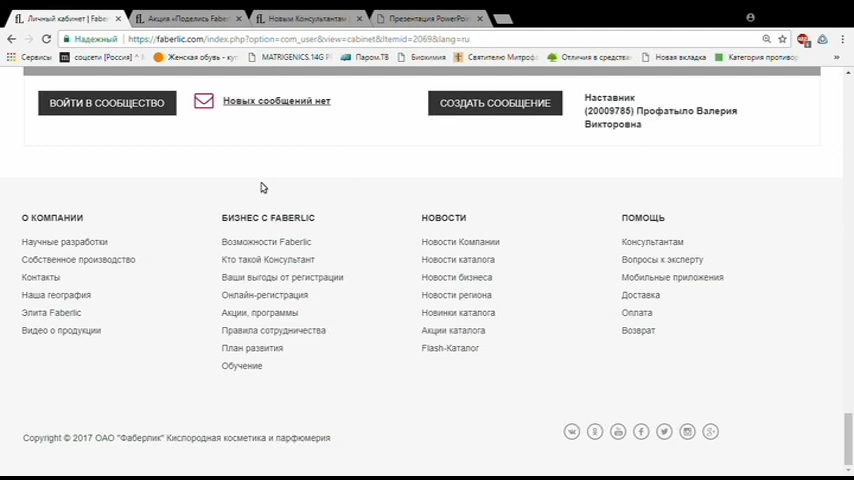 Личный кабинет | Faber
Акция «Поделись Faber
Новым Консультантам
Презентация PowerPoi
Надежный
https://faberlic.com/index.php?option=com_user&view=cabinet&Itemid=2069&lang=ru
Сервисы
соцсети [Россия] ^
Женская обувь - куп
MATRIGENICS.14G Р
Паром.ТВ
Биохимия
Святителю Митроф
Отличия в средства
Новая вкладка
Категория противор
ВОЙТИ В СООБЩЕСТВО
Новых сообщений нет
СОЗДАТЬ СООБЩЕНИЕ
Наставник
(20009785) Профатыло Валерия
Викторовна
О КОМПАНИИ
Научные разработки
Собственное производство
Контакты
Наша география
Элита Faberlic
Видео о продукции
БИЗНЕС С FABERLIC
Возможности Faberlic
Кто такой Консультант
Ваши выгоды от регистрации
Онлайн-регистрация
Акции, программы
Правила сотрудничества
План развития
Обучение
НОВОСТИ
Новости Компании
Новости каталога
Новости бизнеса
Новости региона
Новинки каталога
Акции каталога
Flash-Каталог
ПОМОЩЬ
Консультантам
Вопросы к эксперту
Мобильные приложения
Доставка
Оплата
Возврат
Copyright © 2017 ОАО "Фаберлик" Кислородная косметика и парфюмерия